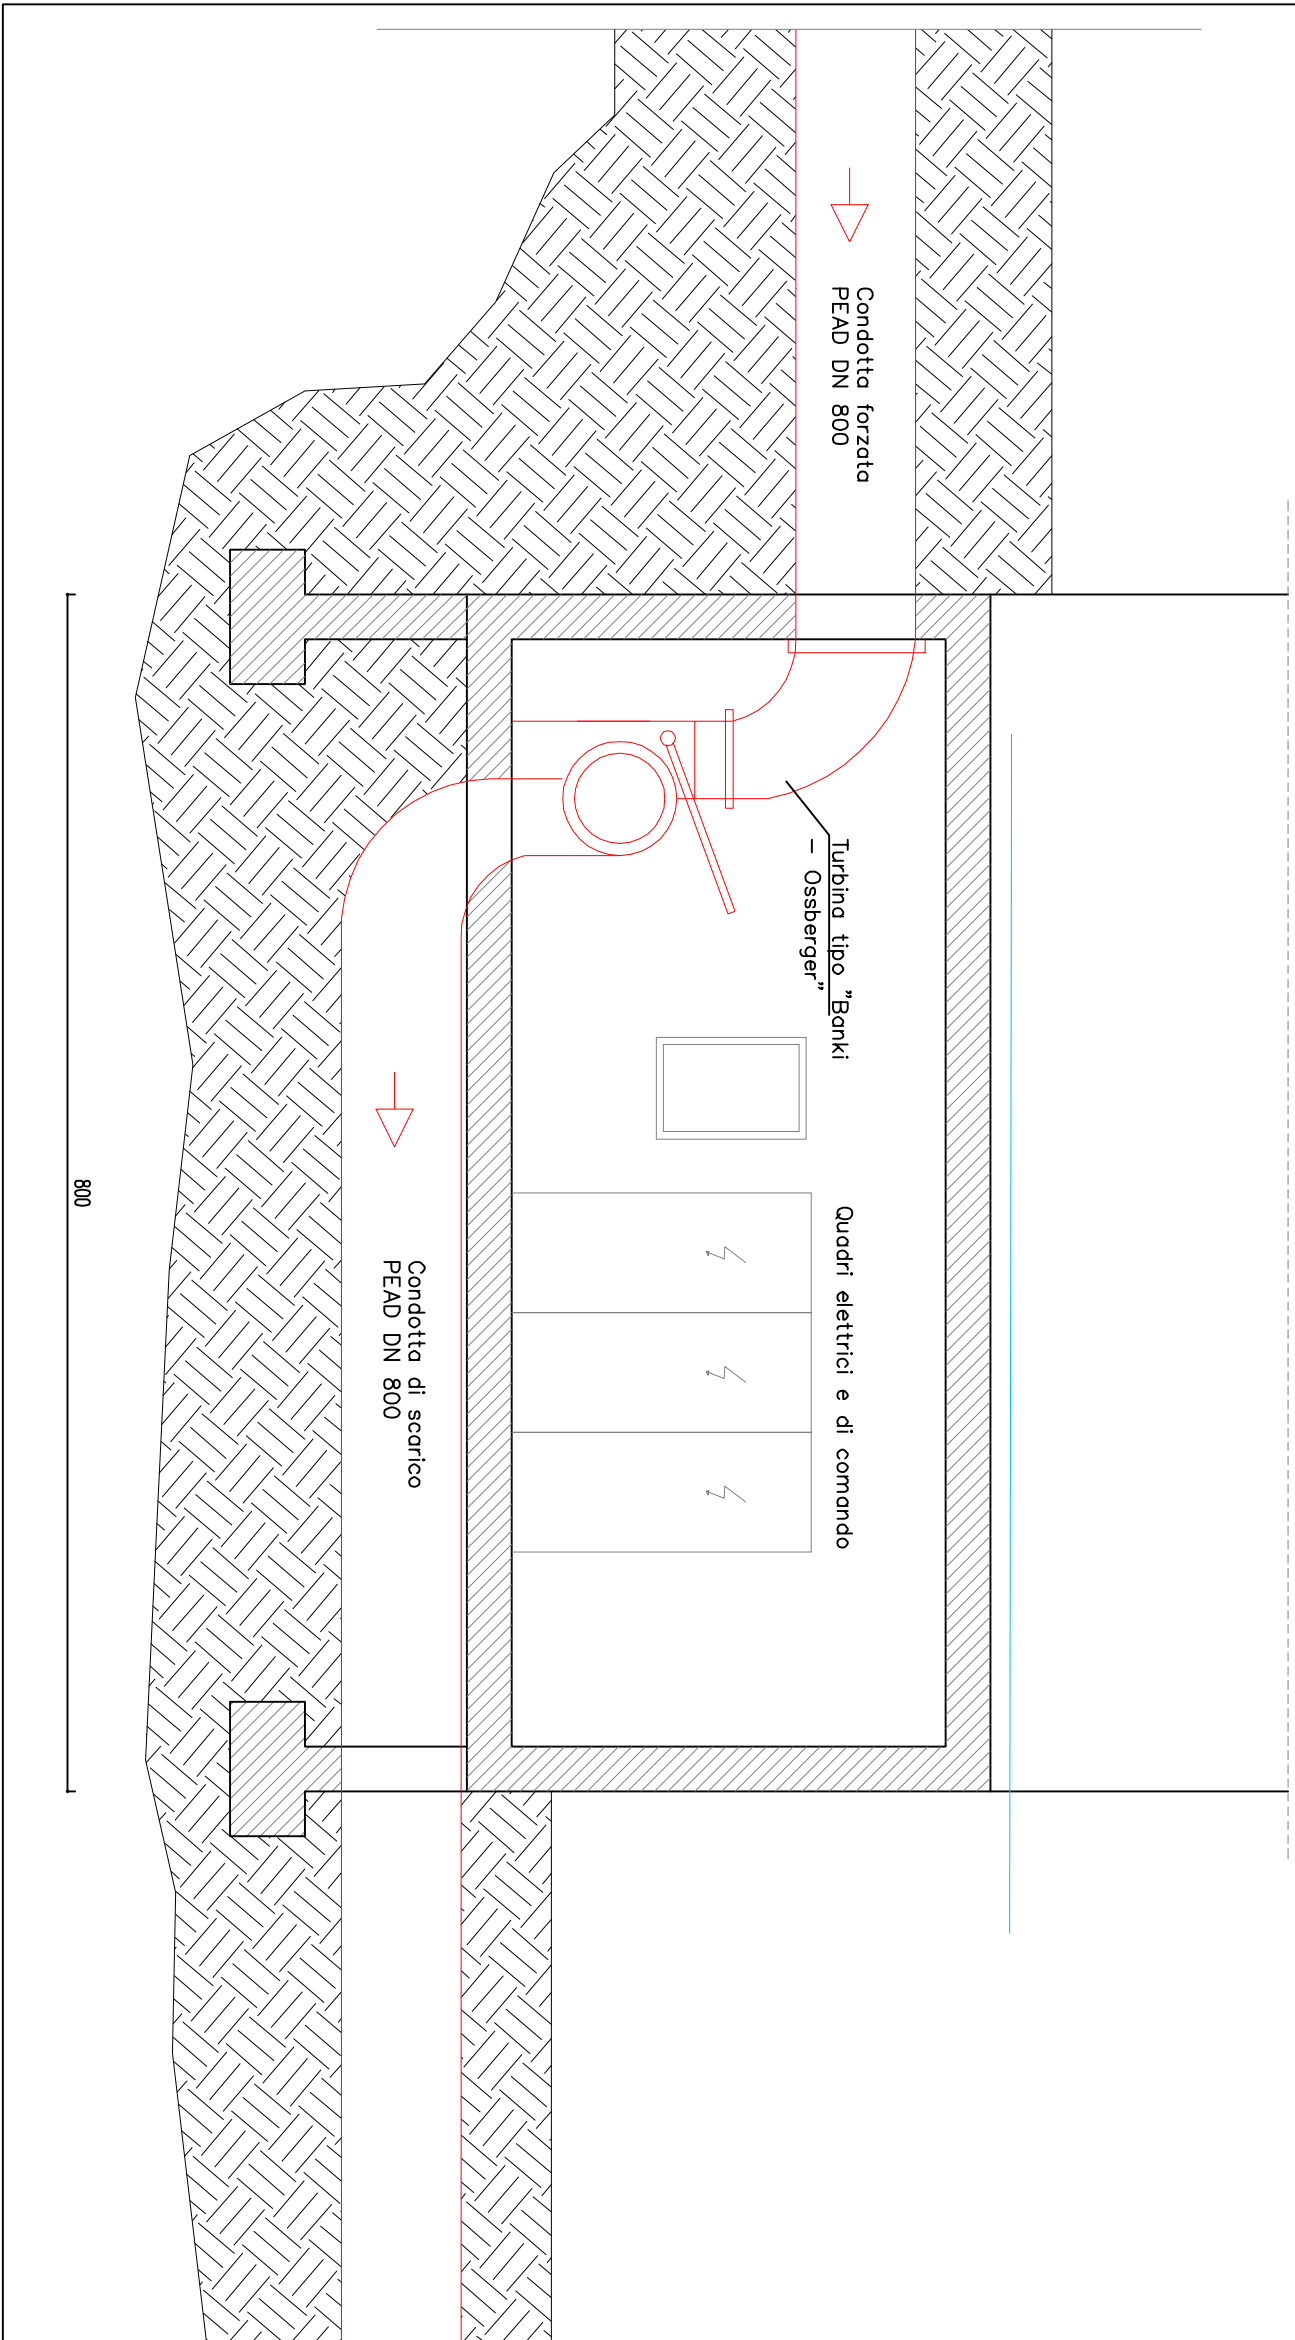 Condotta forzata
PEAD DN 800
Turbina tipo "Banki
- Ossberger"
Quadri elettrici e di comando
Condotta di scarico
PEAD DN 800
800